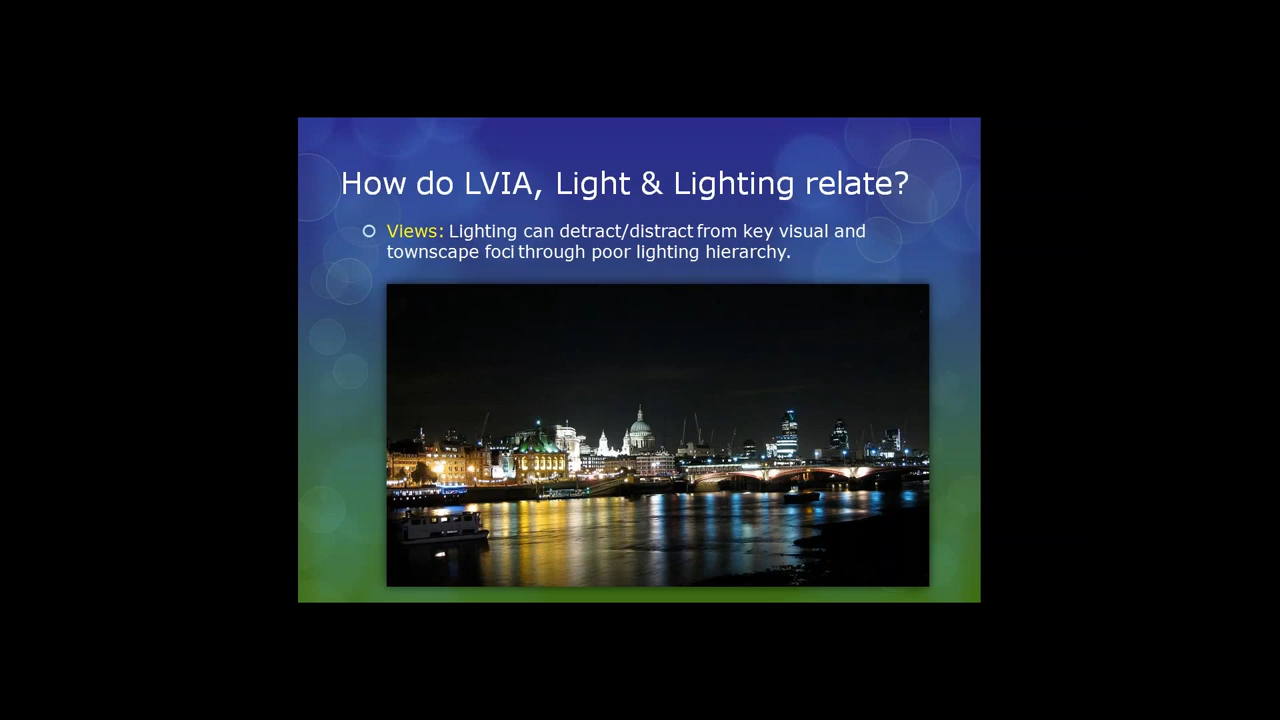 How do LVIA, Light & Lighting relate?
Views: Lighting can detract/distract from key visual and
townscape foci through poor lighting hierarchy.